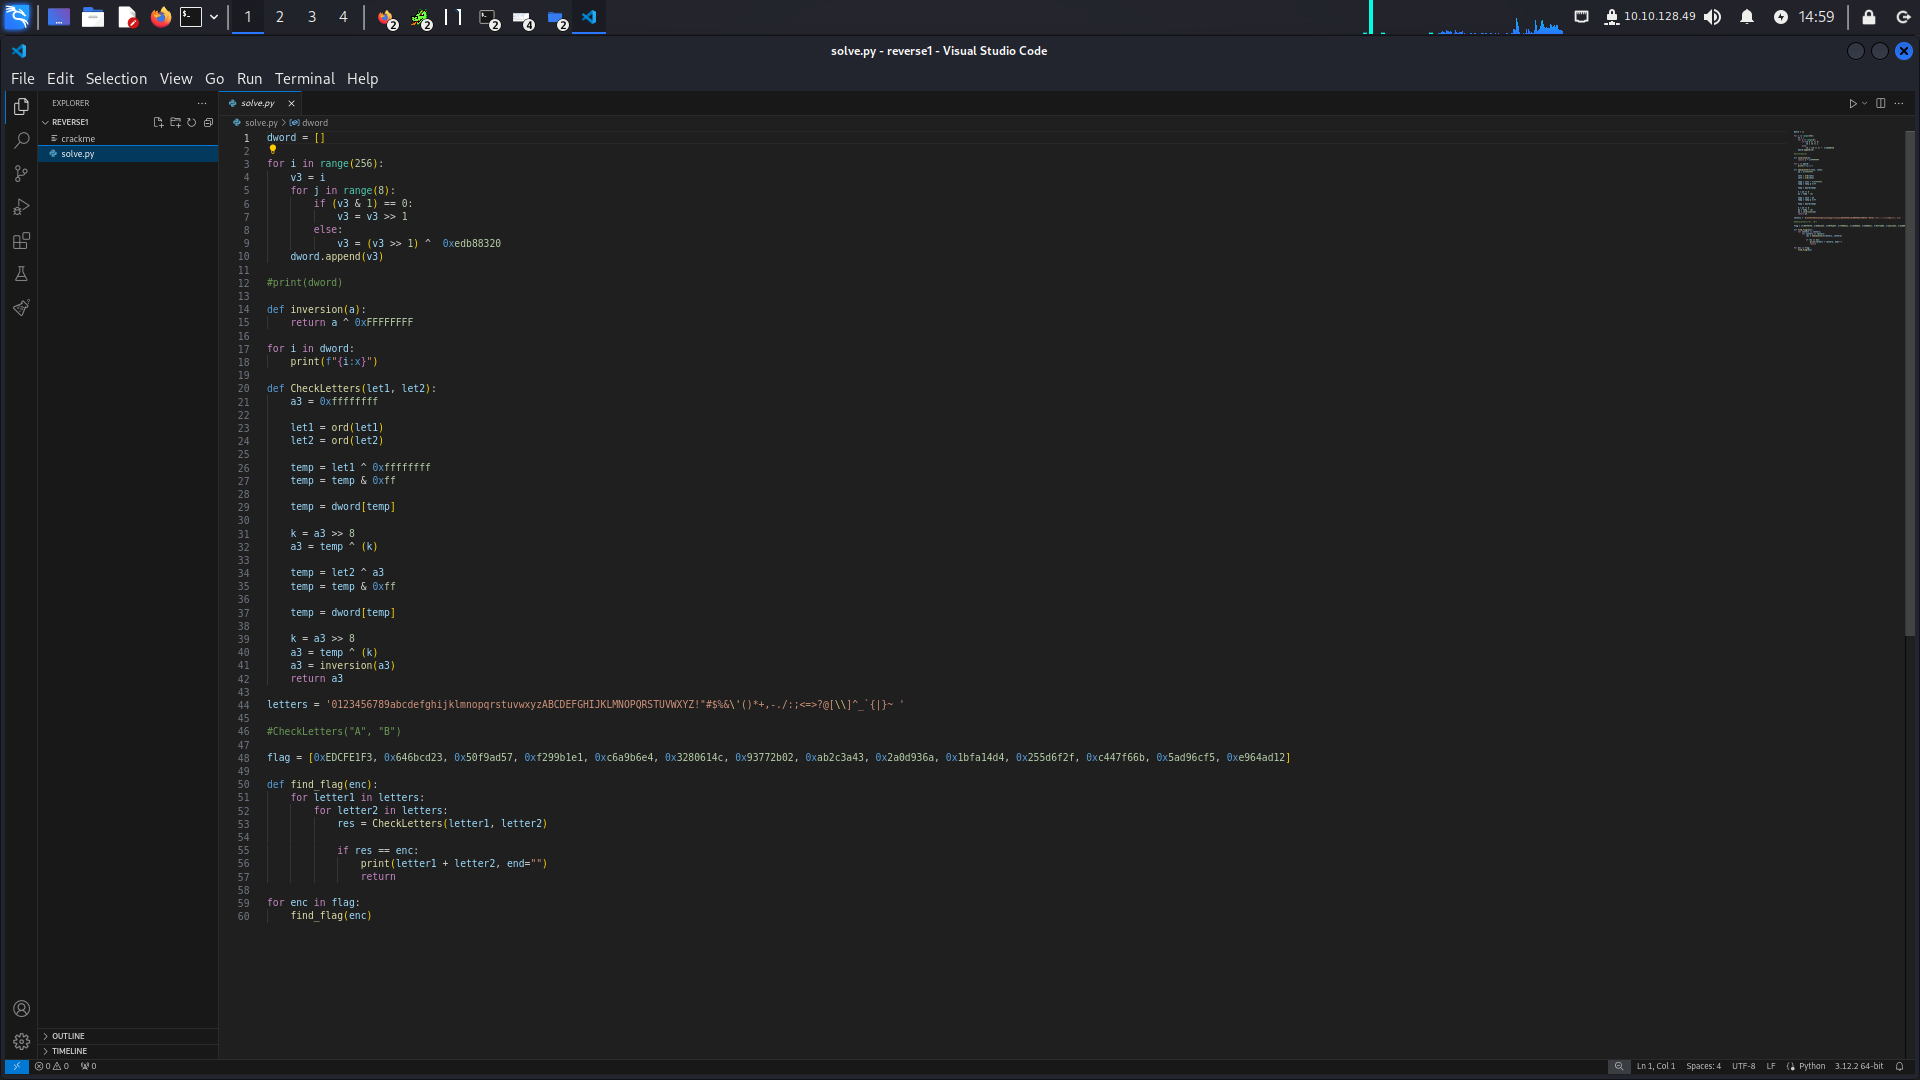 1 2 3 4 2 2 2 4 2 10.10.128.49 14:59
solve.py - reverse1 - Visual Studio Code
File Edit Selection View Go Run Terminal Help
EXPLORER
REVERSE1
crackme
solve.py
solve.py
solve.py > dword
1 dword = []
2
3 for i in range(256):
4     v3 = i
5     for j in range(8):
6         if (v3 & 1) == 0:
7             v3 = v3 >> 1
8         else:
9             v3 = (v3 >> 1) ^  0xedb88320
10     dword.append(v3)
11
12 #print(dword)
13
14 def inversion(a):
15     return a ^ 0xFFFFFFFF
16
17 for i in dword:
18     print(f"{i:x}")
19
20 def CheckLetters(let1, let2):
21     a3 = 0xffffffff
22
23     let1 = ord(let1)
24     let2 = ord(let2)
25
26     temp = let1 ^ 0xffffffff
27     temp = temp & 0xff
28
29     temp = dword[temp]
30
31     k = a3 >> 8
32     a3 = temp ^ (k)
33
34     temp = let2 ^ a3
35     temp = temp & 0xff
36
37     temp = dword[temp]
38
39     k = a3 >> 8
40     a3 = temp ^ (k)
41     a3 = inversion(a3)
42     return a3
43
44 letters = '0123456789abcdefghijklmnopqrstuvwxyzABCDEFGHIJKLMNOPQRSTUVWXYZ!"#$%&\'()*+,-./:;<=>?@[\\]^_`{|}~ '
45
46 #CheckLetters("A", "B")
47
48 flag = [0xEDCFE1F3, 0x646bcd23, 0x50f9ad57, 0xf299b1e1, 0xc6a9b6e4, 0x3280614c, 0x93772b02, 0xab2c3a43, 0x2a0d936a, 0x1bfa14d4, 0x255d6f2f, 0xc447f66b, 0x5ad96cf5, 0xe964ad12]
49
50 def find_flag(enc):
51     for letter1 in letters:
52         for letter2 in letters:
53             res = CheckLetters(letter1, letter2)
54
55             if res == enc:
56                 print(letter1 + letter2, end="")
57                 return
58
59 for enc in flag:
60     find_flag(enc)
OUTLINE
TIMELINE
0 0 0 Ln 1, Col 1 Spaces: 4 UTF-8 LF Python 3.12.2 64-bit